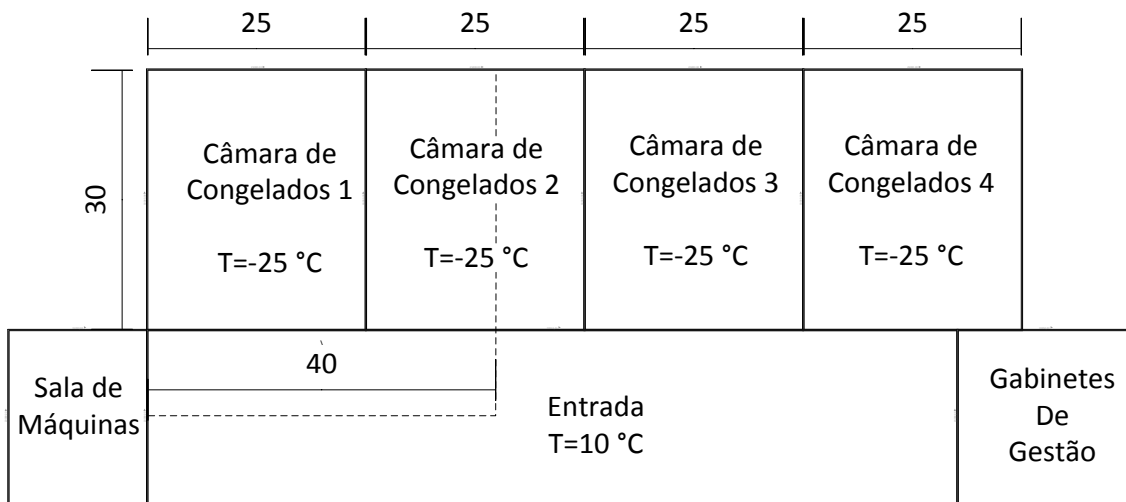 25
25
25
25
30
Câmara de
Congelados 1
T=-25 °C
Câmara de
Congelados 2
T=-25 °C
Câmara de
Congelados 3
T=-25 °C
Câmara de
Congelados 4
T=-25 °C
Sala de
Máquinas
40
Entrada
T=10 °C
Gabinetes
De
Gestão